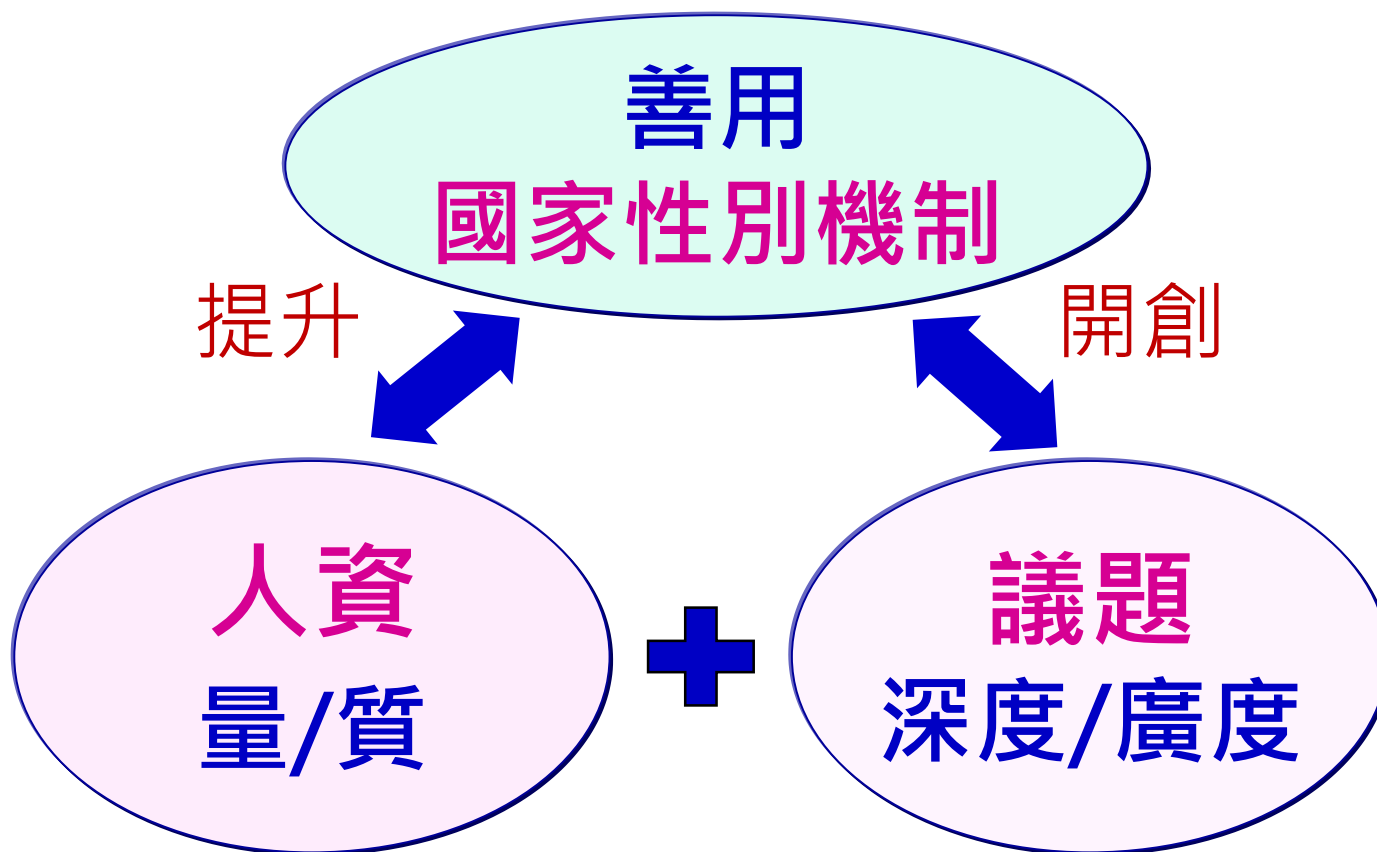 善用
國家性別機制
提升
開創
人資
量/質
議題
深度/廣度